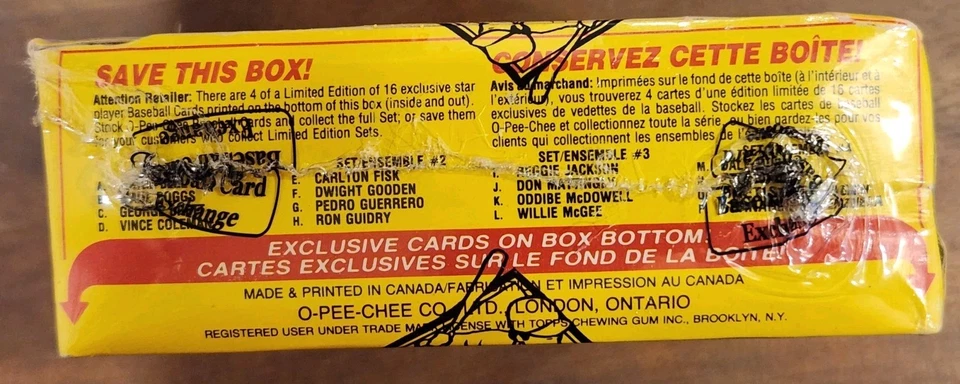 SAVE THIS BOX!
Attention Retailer: There are 4 of a Limited Edition of 16 exclusive star
player Baseball Cards printed on the bottom of this box (inside and out).
Stock O-Pee- Cards and collect the full Set; or save them
for your customers who collect Limited Edition Sets.
CONSERVEZ CETTE BOÎTE!
Avis au marchand: Imprimées sur le fond de cette boîte (à l'intérieur et à
l'extérieur), vous trouverez 4 cartes d'une édition limitée de 16 cartes
exclusives de vedettes de la baseball. Stockez les cartes de baseball
O-Pee-Chee et collectionnez toute la série ou bien gardez-les pour vos
clients qui collectionnent les ensembles
BOGGS
C. GEORGE
D. VINCE COLEMAN
SET/ENSEMBLE #2
E. CARLTON FISK
F. DWIGHT GOODEN
G. PEDRO GUERRERO
H. RON GUIDRY
SET/ENSEMBLE #3
I. REGGIE JACKSON
J. DON MATTINGLY
K. ODDIBE McDOWELL
L. WILLIE McGEE
M. DALE
Baseball Card
Exchange
EXCLUSIVE CARDS ON BOX BOTTOM.
CARTES EXCLUSIVES SUR LE FOND DE LA BOÎTE!
MADE & PRINTED IN CANADA/FABRICATION ET IMPRESSION AU CANADA
O-PEE-CHEE CO. LTD., LONDON, ONTARIO
REGISTERED USER UNDER TRADE MARK LICENSE WITH TOPPS CHEWING GUM INC., BROOKLYN, N.Y.